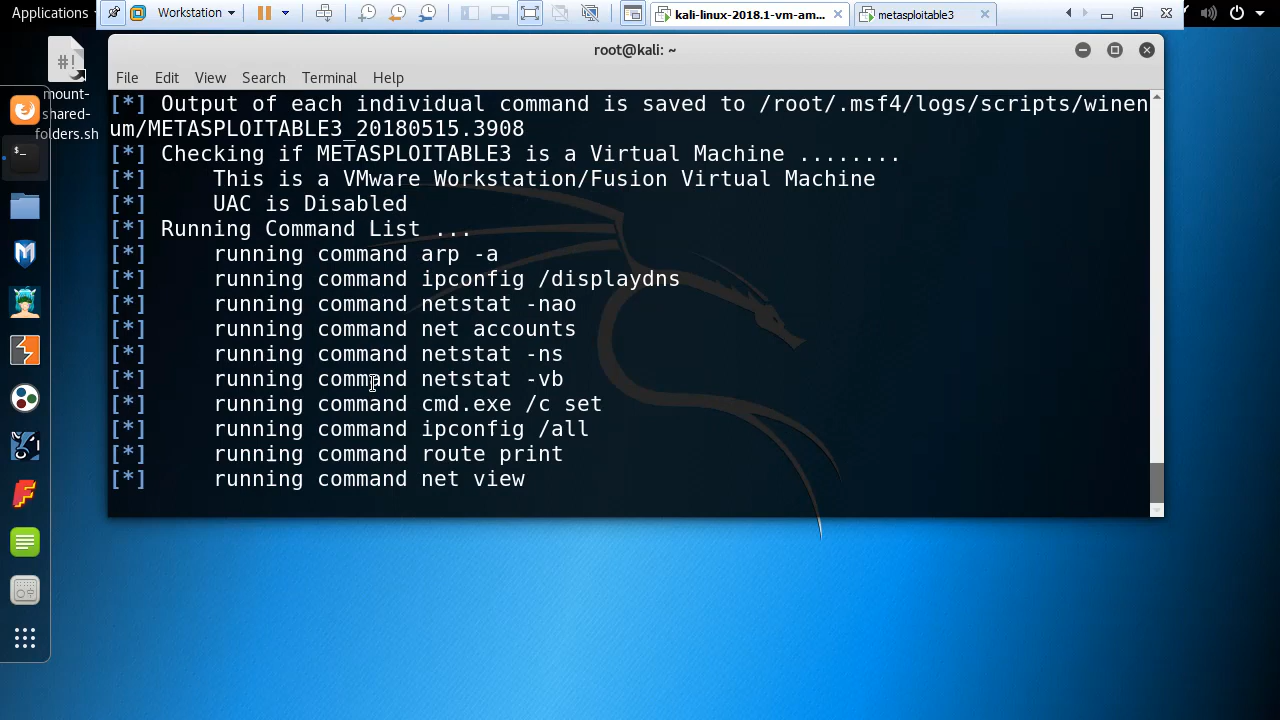 Applications
Workstation
kali-linux-2018.1-vm-am...
metasploitable3
#!
mount-
shared-
folders.sh
root@kali: ~
File Edit View Search Terminal Help
[*] Output of each individual command is saved to /root/.msf4/logs/scripts/winen
um/METASPLOITABLE3_20180515.3908
[*] Checking if METASPLOITABLE3 is a Virtual Machine ........
[*]     This is a VMware Workstation/Fusion Virtual Machine
[*]     UAC is Disabled
[*] Running Command List ...
[*]     running command arp -a
[*]     running command ipconfig /displaydns
[*]     running command netstat -nao
[*]     running command net accounts
[*]     running command netstat -ns
[*]     running command netstat -vb
[*]     running command cmd.exe /c set
[*]     running command ipconfig /all
[*]     running command route print
[*]     running command net view